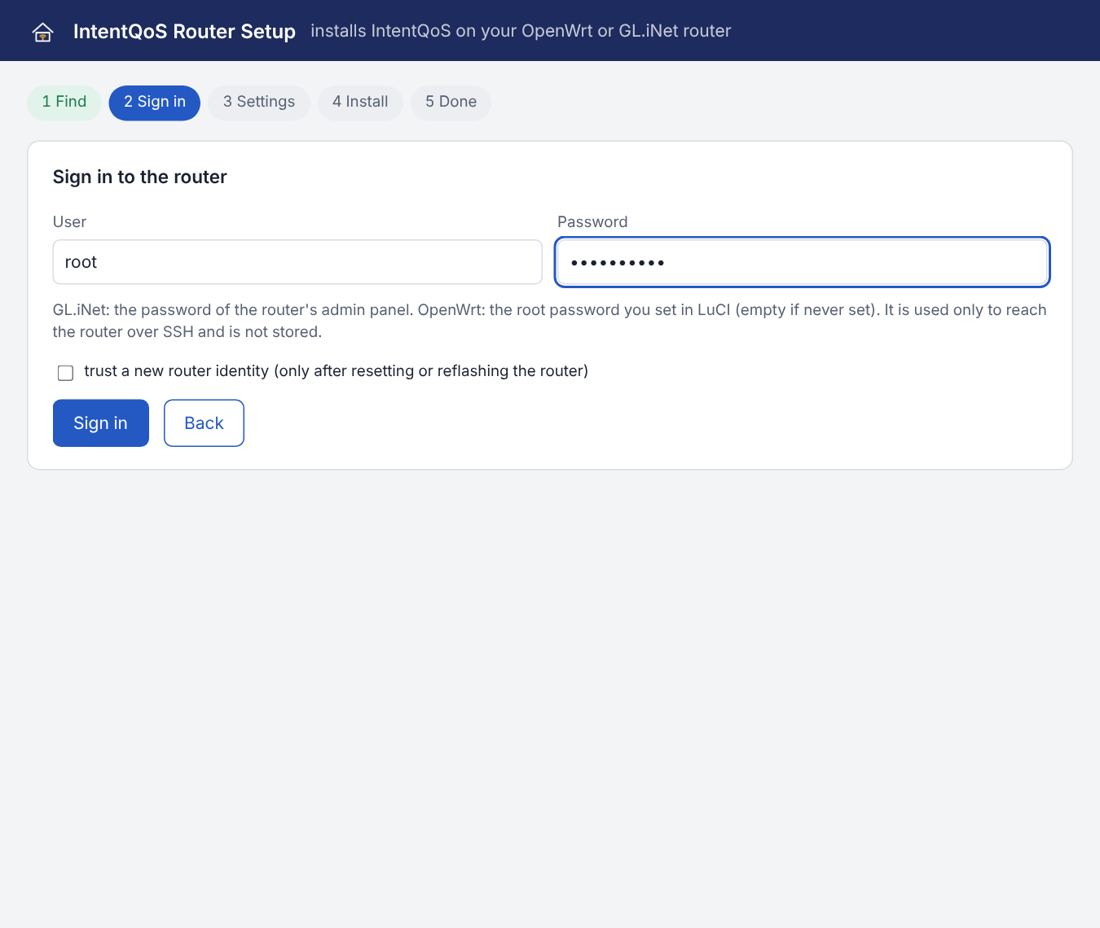 IntentQoS Router Setup installs IntentQoS on your OpenWrt or GL.iNet router
1 Find 2 Sign in 3 Settings 4 Install 5 Done
Sign in to the router
User Password
root ••••••••••
GL.iNet: the password of the router's admin panel. OpenWrt: the root password you set in LuCI (empty if never set). It is used only to reach
the router over SSH and is not stored.
trust a new router identity (only after resetting or reflashing the router)
Sign in Back